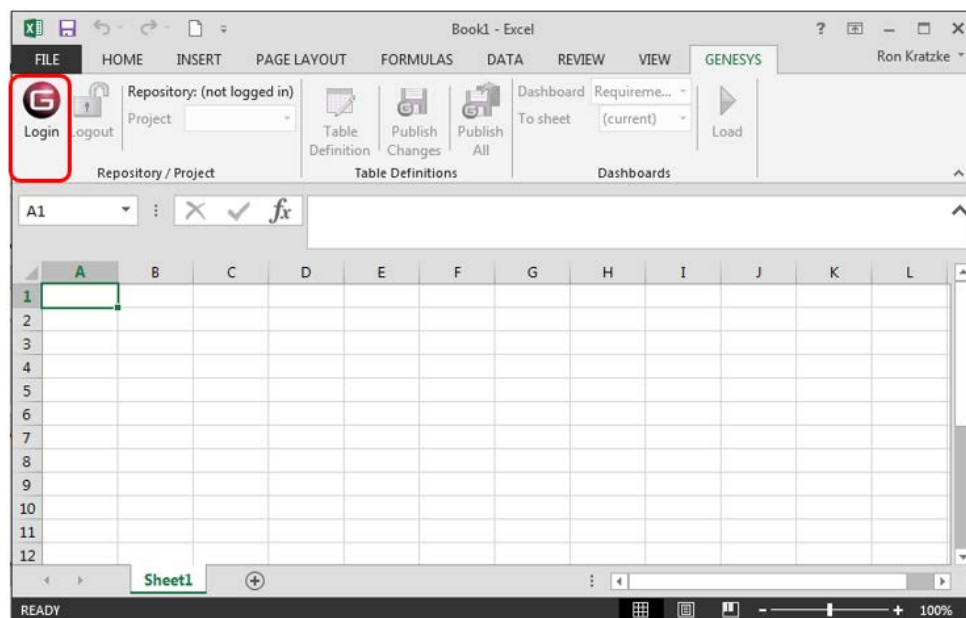 Book1 - Excel
?
FILE HOME INSERT PAGE LAYOUT FORMULAS DATA REVIEW VIEW GENESYS Ron Kratzke
Login
Logout
Repository: (not logged in)
Project
Repository / Project
Table
Definition
Publish
Changes
Publish
All
Table Definitions
Dashboard Requireme...
To sheet (current)
Load
Dashboards
A1
fx
A B C D E F G H I J K L
1
2
3
4
5
6
7
8
9
10
11
12
Sheet1
READY 100%